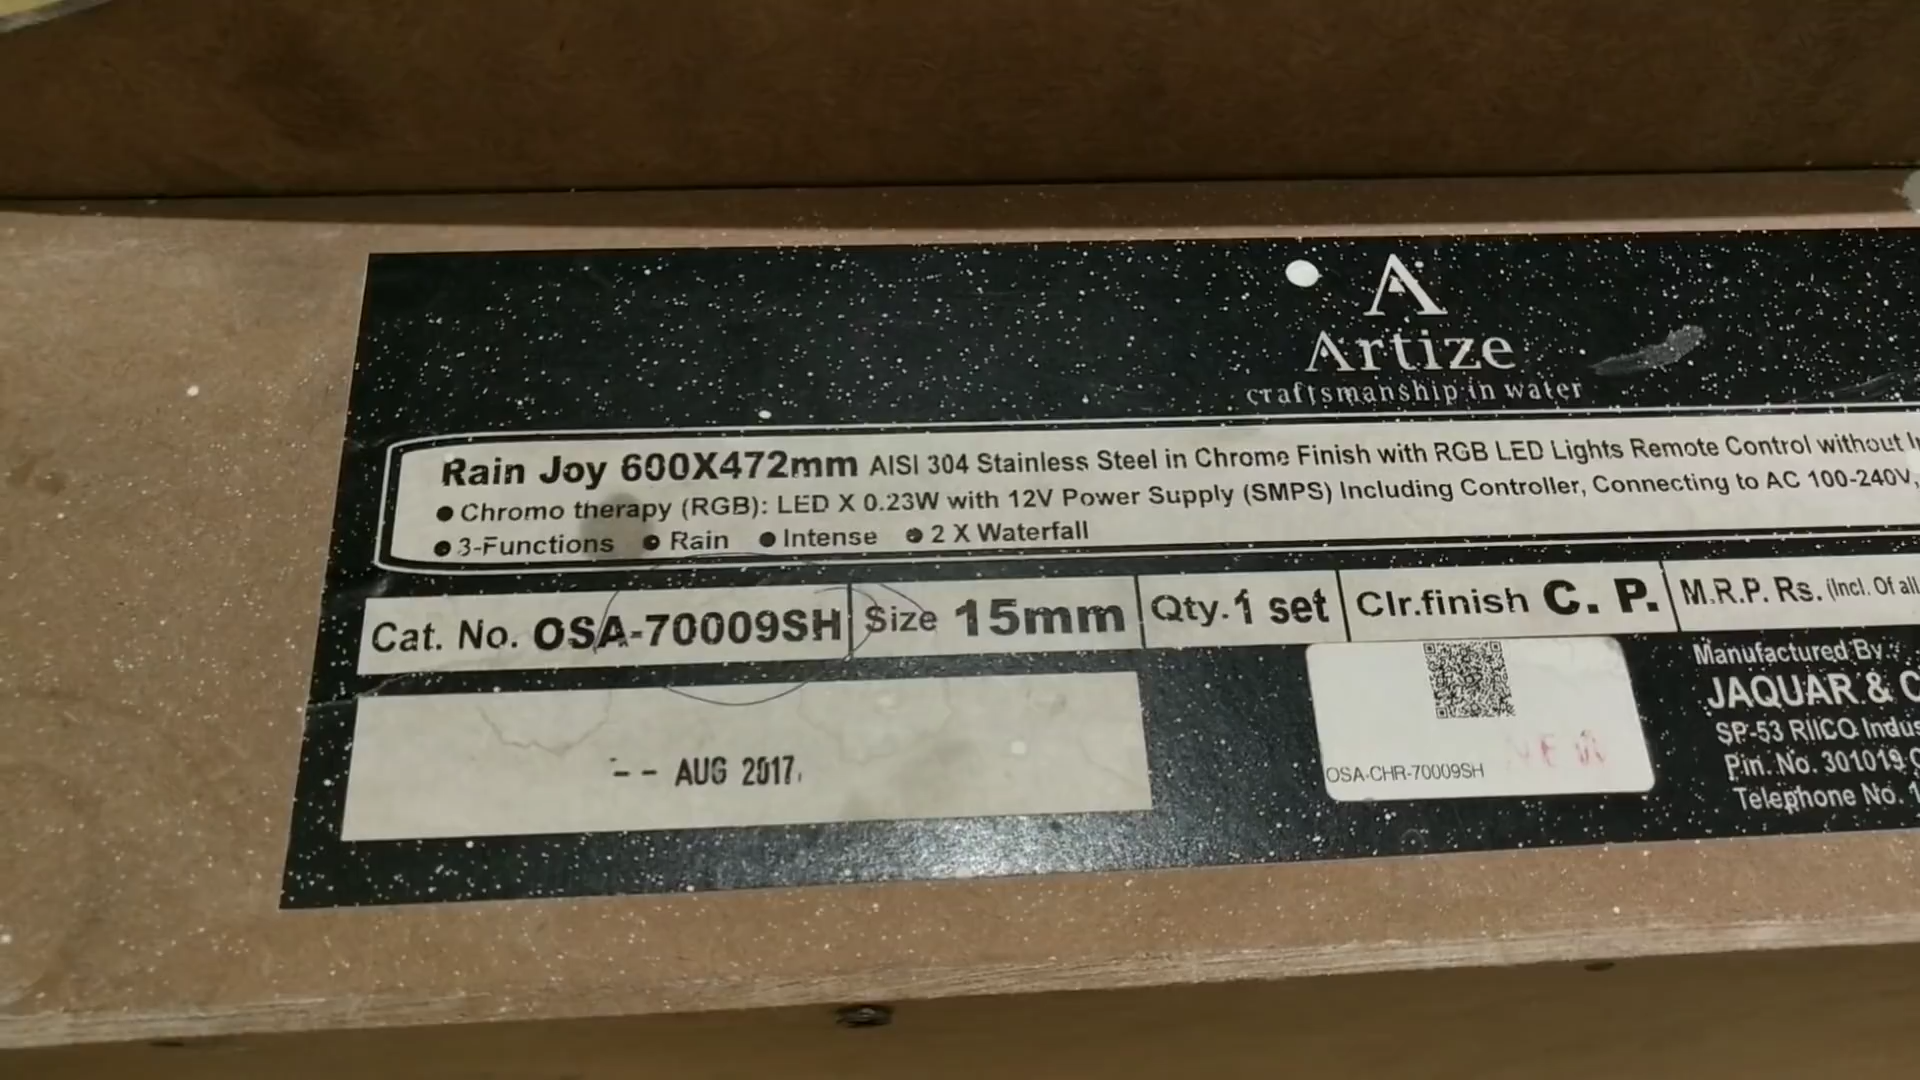 Artize
craftsmanship in water
Rain Joy 600X472mm AISI 304 Stainless Steel in Chrome Finish with RGB LED Lights Remote Control without
● Chromo therapy (RGB): LED X 0.23W with 12V Power Supply (SMPS) Including Controller, Connecting to AC 100-240V,
● 3-Functions ● Rain ● Intense ● 2 X Waterfall
Cat. No. OSA-70009SH Size 15mm Qty. 1 set Clr.finish C. P. M.R.P. Rs. (Incl. Of all
-- AUG 2017
OSA-CHR-70009SH
Manufactured By :
JAQUAR & C
SP-53 RIICO Indus
Pin. No. 301019
Telephone No. 1